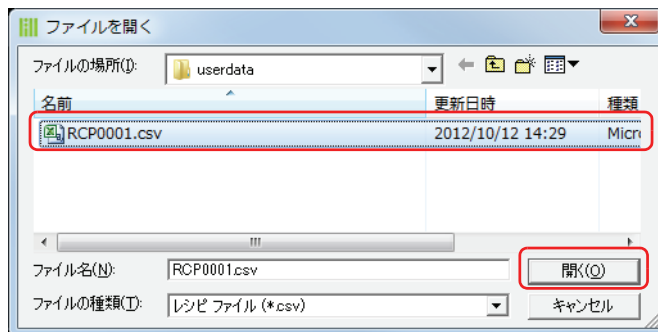 ファイルを開く
ファイルの場所(I): userdata
名前 更新日時 種類
RCP0001.csv 2012/10/12 14:29 Micro
ファイル名(N): RCP0001.csv 開く(O)
ファイルの種類(T): レシピ ファイル (*.csv) キャンセル